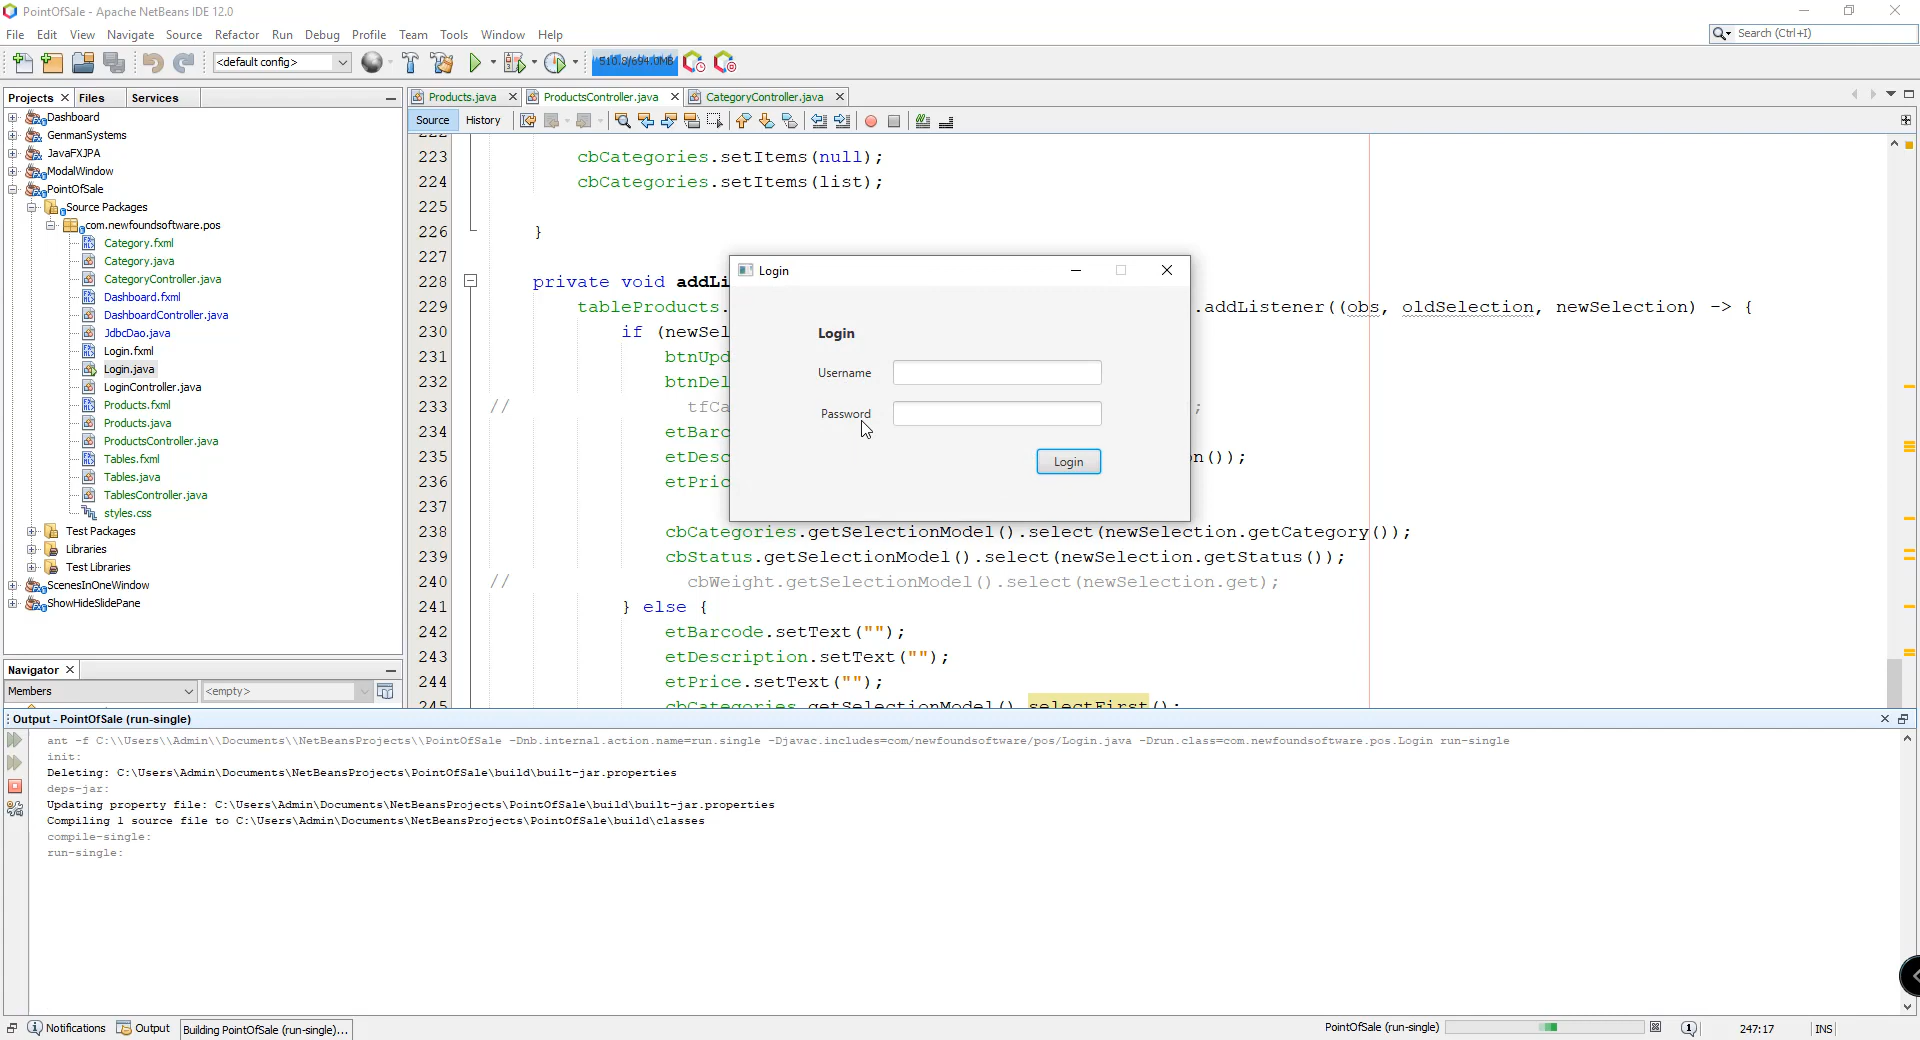 PointOfSale - Apache NetBeans IDE 12.0
File Edit View Navigate Source Refactor Run Debug Profile Team Tools Window Help
Search (Ctrl+I)
<default config>
510.8/694.0MB
Projects Files Services
Products.java ProductsController.java CategoryController.java
Source History
Dashboard
GenmanSystems
JavaFXJPA
ModalWindow
PointOfSale
Source Packages
com.newfoundsoftware.pos
Category.fxml
Category.java
CategoryController.java
Dashboard.fxml
DashboardController.java
JdbcDao.java
Login.fxml
Login.java
LoginController.java
Products.fxml
Products.java
ProductsController.java
Tables.fxml
Tables.java
TablesController.java
styles.css
Test Packages
Libraries
Test Libraries
ScenesInOneWindow
ShowHideSlidePane
Navigator
Members <empty>
223 cbCategories.setItems(null);
224 cbCategories.setItems(list);
225
226 }
227
228 private void addLi
229 tableProducts. .addListener((obs, oldSelection, newSelection) -> {
230 if (newSel
231 btnUpd
232 btnDel
233 // tfCa ;
234 etBarc
235 etDesc n());
236 etPric
237
238 cbCategories.getSelectionModel().select(newSelection.getCategory());
239 cbStatus.getSelectionModel().select(newSelection.getStatus());
240 // cbWeight.getSelectionModel().select(newSelection.get);
241 } else {
242 etBarcode.setText("");
243 etDescription.setText("");
244 etPrice.setText("");
245 cbCategories.getSelectionModel().selectFirst();
Login
Login
Username
Password
Login
Output - PointOfSale (run-single)
ant -f C:\\Users\\Admin\\Documents\\NetBeansProjects\\PointOfSale -Dnb.internal.action.name=run.single -Djavac.includes=com/newfoundsoftware/pos/Login.java -Drun.class=com.newfoundsoftware.pos.Login run-single
init:
Deleting: C:\Users\Admin\Documents\NetBeansProjects\PointOfSale\build\built-jar.properties
deps-jar:
Updating property file: C:\Users\Admin\Documents\NetBeansProjects\PointOfSale\build\built-jar.properties
Compiling 1 source file to C:\Users\Admin\Documents\NetBeansProjects\PointOfSale\build\classes
compile-single:
run-single:
Notifications Output Building PointOfSale (run-single)... PointOfSale (run-single) 1 247:17 INS